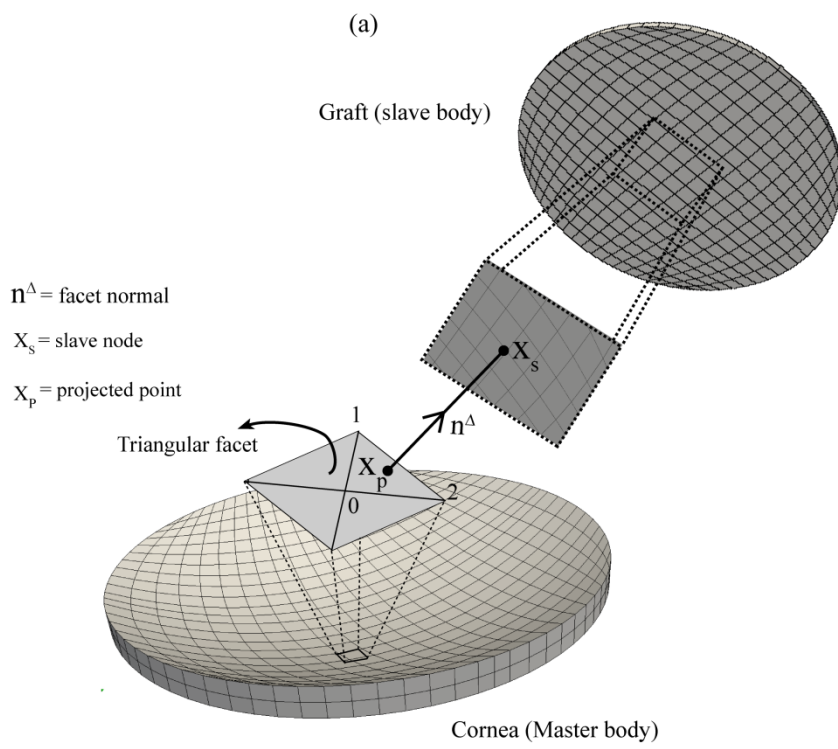 (a)
Graft (slave body)
n^Δ = facet normal
X_S = slave node
X_P = projected point
X_s
n^Δ
1
Triangular facet
X_p
2
0
Cornea (Master body)